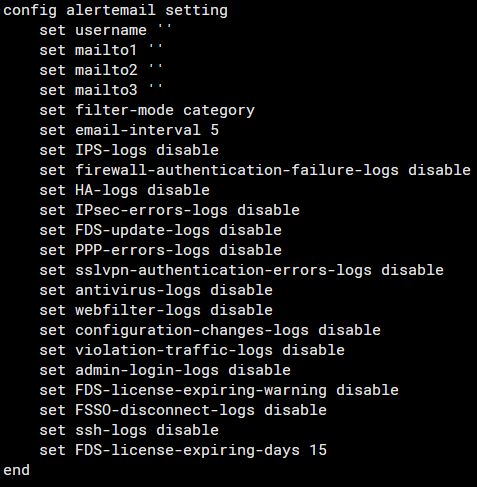 config alertemail setting
    set username ''
    set mailto1 ''
    set mailto2 ''
    set mailto3 ''
    set filter-mode category
    set email-interval 5
    set IPS-logs disable
    set firewall-authentication-failure-logs disable
    set HA-logs disable
    set IPsec-errors-logs disable
    set FDS-update-logs disable
    set PPP-errors-logs disable
    set sslvpn-authentication-errors-logs disable
    set antivirus-logs disable
    set webfilter-logs disable
    set configuration-changes-logs disable
    set violation-traffic-logs disable
    set admin-login-logs disable
    set FDS-license-expiring-warning disable
    set FSSO-disconnect-logs disable
    set ssh-logs disable
    set FDS-license-expiring-days 15
end